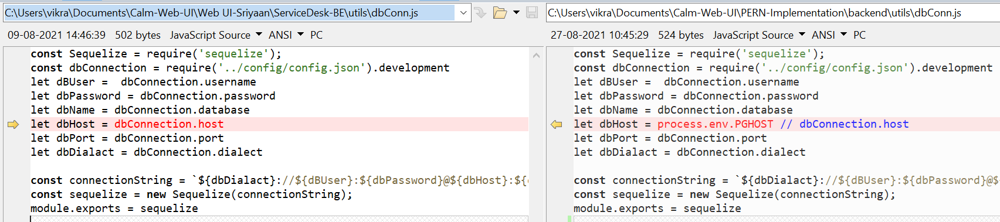 C:\Users\vikra\Documents\Calm-Web-UI\Web UI-Sriyaan\ServiceDesk-BE\utils\dbConn.js
09-08-2021 14:46:39 502 bytes JavaScript Source ANSI PC
const Sequelize = require('sequelize');
const dbConnection = require('../config/config.json').development
let dBUser =  dbConnection.username
let dbPassword = dbConnection.password
let dbName = dbConnection.database
let dbHost = dbConnection.host
let dbPort = dbConnection.port
let dbDialact = dbConnection.dialect
const connectionString = `${dbDialact}://${dBUser}:${dbPassword}@${dbHost}:${
const sequelize = new Sequelize(connectionString);
module.exports = sequelize
C:\Users\vikra\Documents\Calm-Web-UI\PERN-Implementation\backend\utils\dbConn.js
27-08-2021 10:45:29 524 bytes JavaScript Source ANSI PC
const Sequelize = require('sequelize');
const dbConnection = require('../config/config.json').development
let dBUser =  dbConnection.username
let dbPassword = dbConnection.password
let dbName = dbConnection.database
let dbHost = process.env.PGHOST // dbConnection.host
let dbPort = dbConnection.port
let dbDialact = dbConnection.dialect
const connectionString = `${dbDialact}://${dBUser}:${dbPassword}@$
const sequelize = new Sequelize(connectionString);
module.exports = sequelize